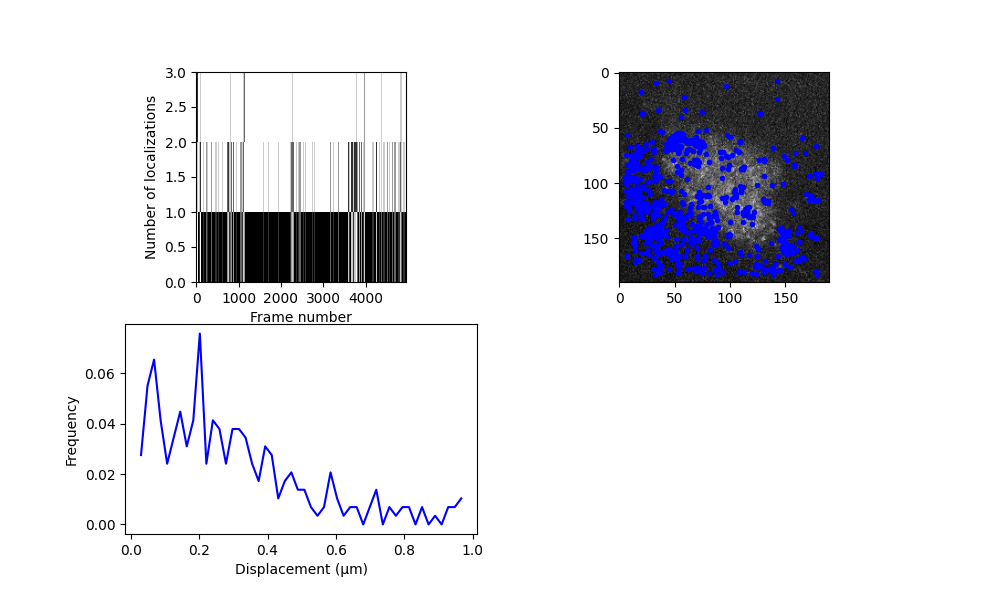 3.0
2.5
2.0
1.5
1.0
0.5
0.0
Number of localizations
0 1000 2000 3000 4000
Frame number
0
50
100
150
0 50 100 150
0.06
0.04
0.02
0.00
Frequency
0.0 0.2 0.4 0.6 0.8 1.0
Displacement (μm)